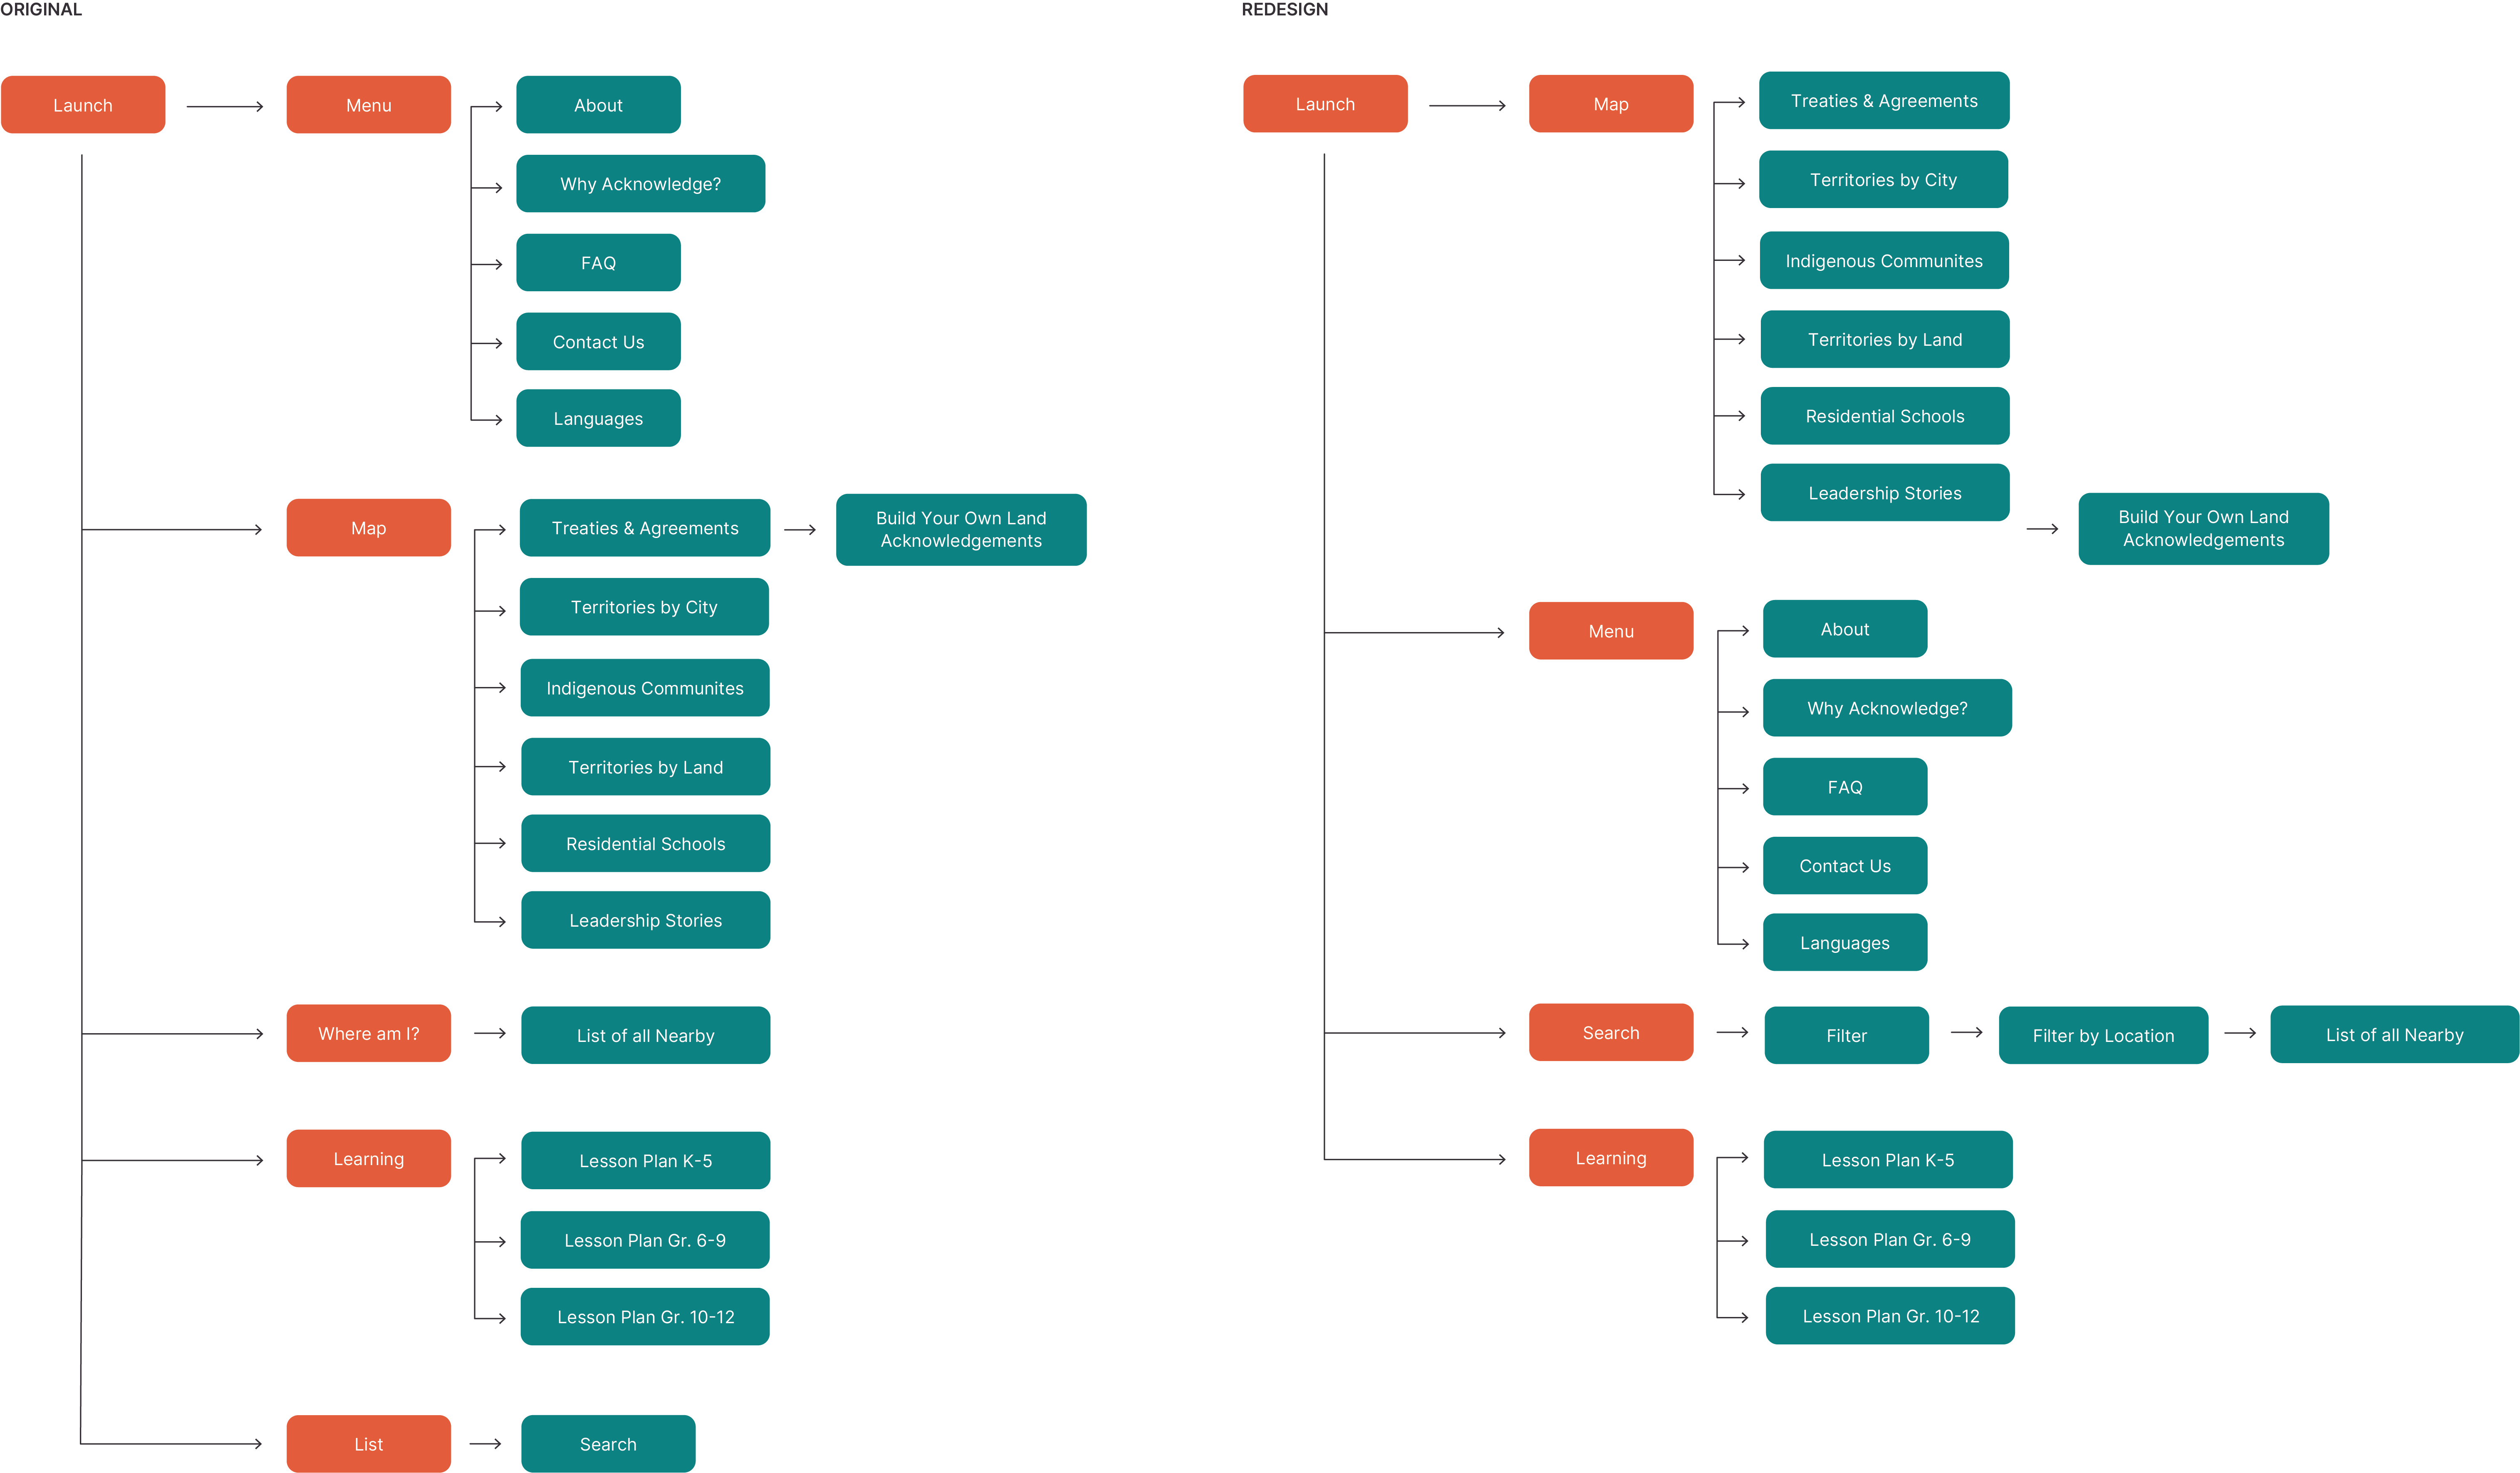 ORIGINAL
Launch
Menu
About
Why Acknowledge?
FAQ
Contact Us
Languages
Map
Treaties & Agreements
Build Your Own Land
Acknowledgements
Territories by City
Indigenous Communites
Territories by Land
Residential Schools
Leadership Stories
Where am I?
List of all Nearby
Learning
Lesson Plan K-5
Lesson Plan Gr. 6-9
Lesson Plan Gr. 10-12
List
Search
REDESIGN
Launch
Map
Treaties & Agreements
Territories by City
Indigenous Communites
Territories by Land
Residential Schools
Leadership Stories
Build Your Own Land
Acknowledgements
Menu
About
Why Acknowledge?
FAQ
Contact Us
Languages
Search
Filter
Filter by Location
List of all Nearby
Learning
Lesson Plan K-5
Lesson Plan Gr. 6-9
Lesson Plan Gr. 10-12